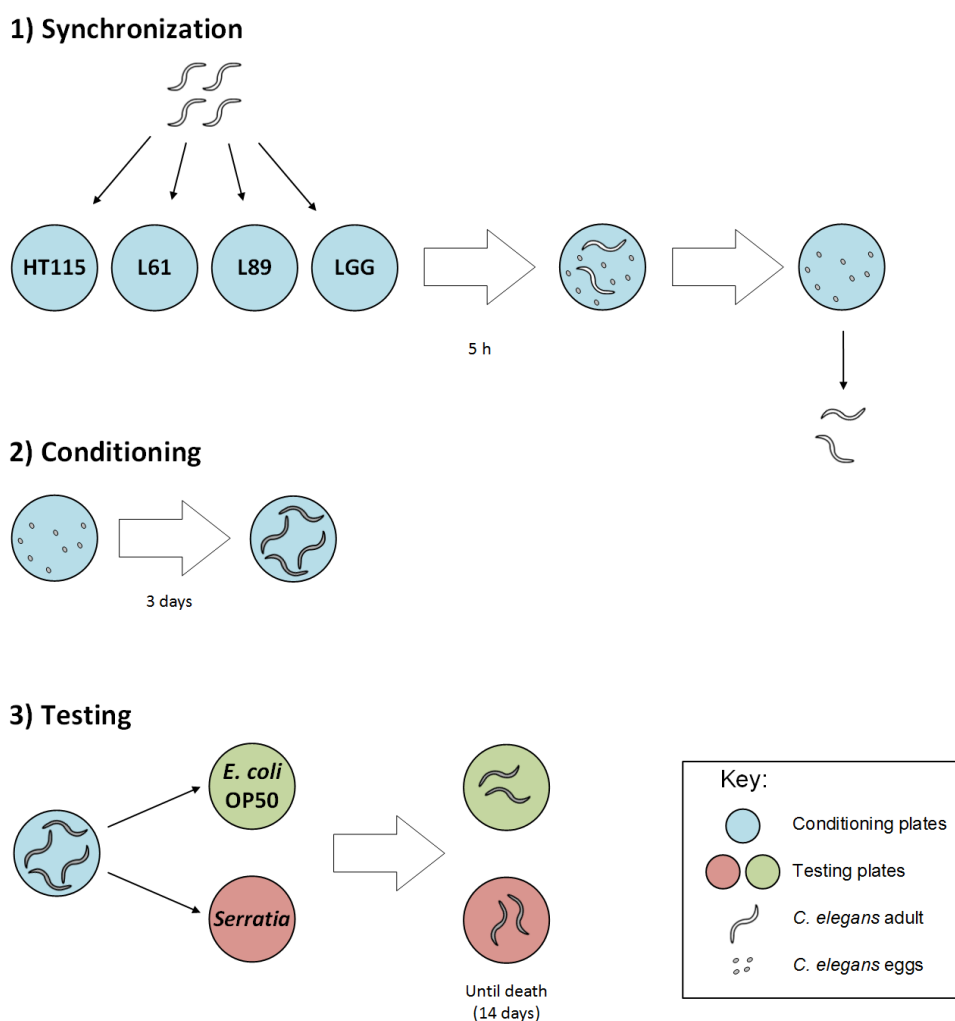 1) Synchronization
HT115
L61
L89
LGG
5 h
2) Conditioning
3 days
3) Testing
E. coli
OP50
Serratia
Until death
(14 days)
Key:
Conditioning plates
Testing plates
C. elegans adult
C. elegans eggs